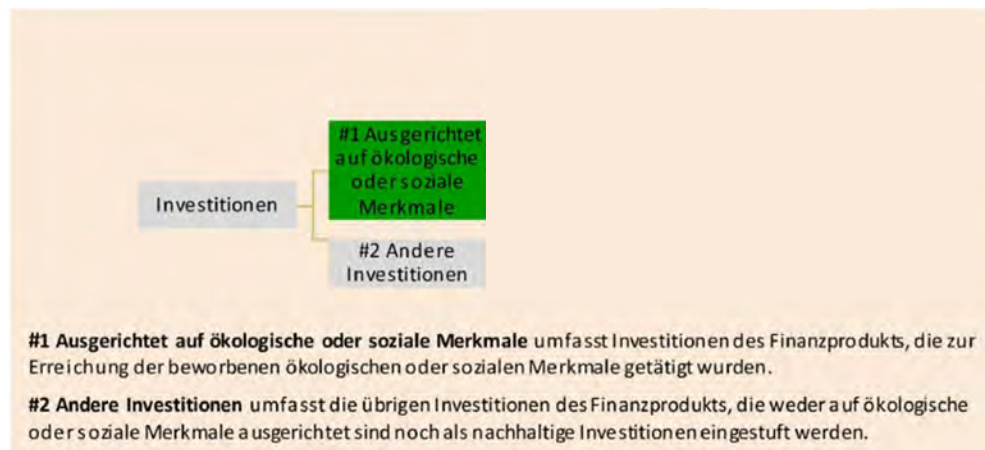 #1 Ausgerichtet
auf ökologische
oder soziale
Merkmale
Investitionen
#2 Andere
Investitionen
#1 Ausgerichtet auf ökologische oder soziale Merkmale umfasst Investitionen des Finanzprodukts, die zur
Erreichung der beworbenen ökologischen oder sozialen Merkmale getätigt wurden.
#2 Andere Investitionen umfasst die übrigen Investitionen des Finanzprodukts, die weder auf ökologische
oder soziale Merkmale ausgerichtet sind noch als nachhaltige Investitionen eingestuft werden.